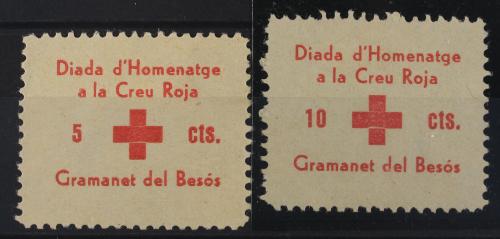 Diada d'Homenatge
a la Creu Roja
5 cts.
Gramanet del Besós
Diada d'Homenatge
a la Creu Roja
10 cts.
Gramanet del Besós